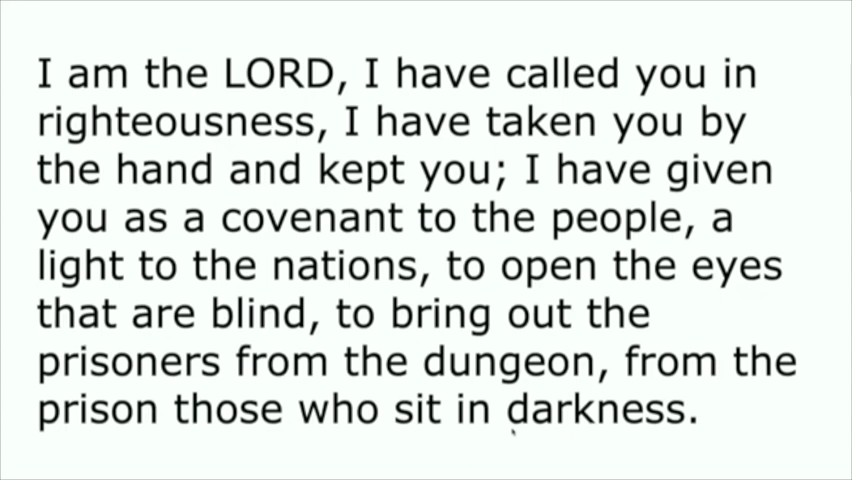 I am the LORD, I have called you in
righteousness, I have taken you by
the hand and kept you; I have given
you as a covenant to the people, a
light to the nations, to open the eyes
that are blind, to bring out the
prisoners from the dungeon, from the
prison those who sit in darkness.